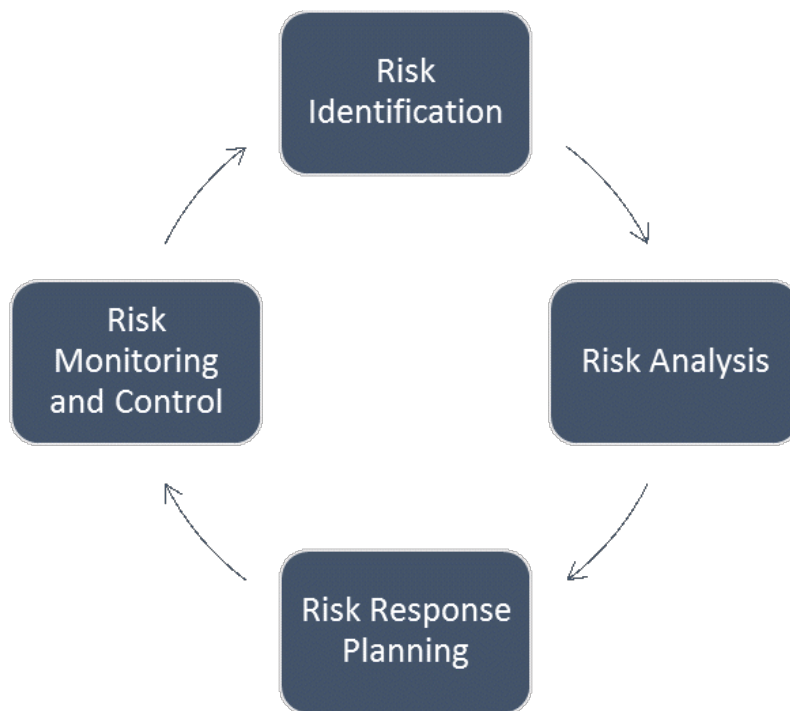 Risk
Identification
Risk Analysis
Risk Response
Planning
Risk
Monitoring
and Control